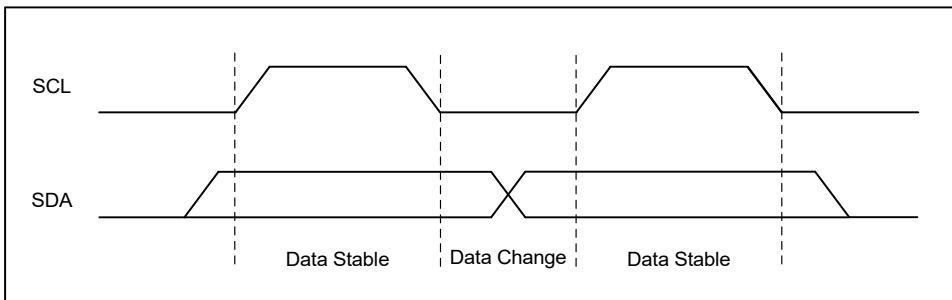 SCL
SDA
Data Stable
Data Change
Data Stable